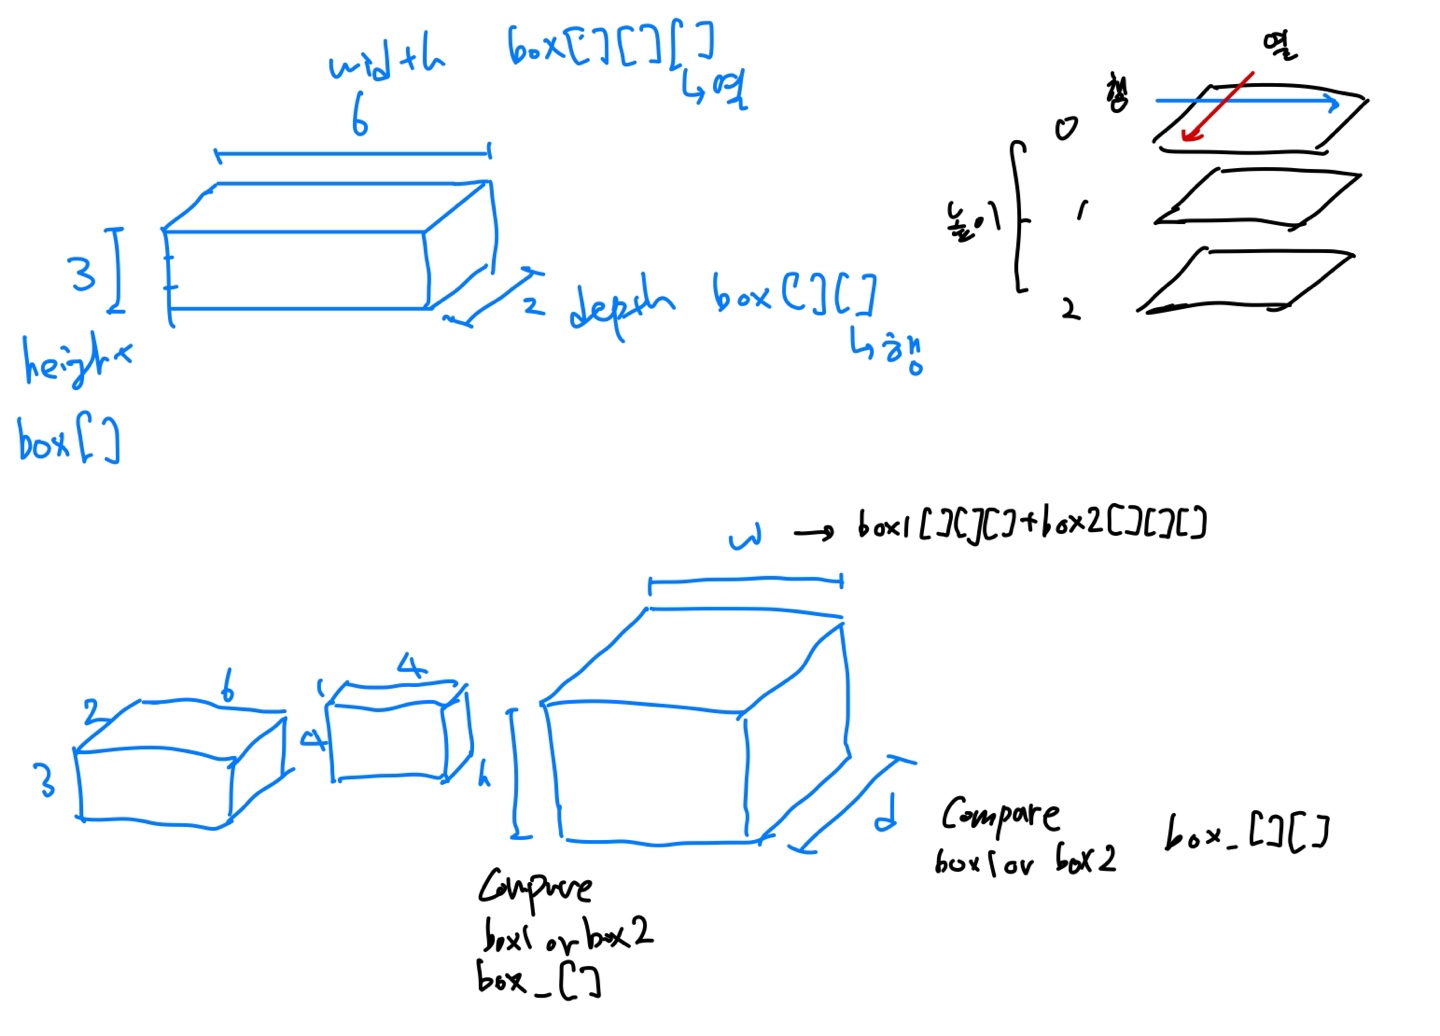 width box[][][]
↳열
6
열
행
0
3
2 depth box[][]
↳행
높이
1
2
height
box[]
w → box1[][][]+box2[][][]
6
2
3
4
1
4
h
d
Compare
box1 or box2
box_[][]
Compare
box1 or box2
box_[]